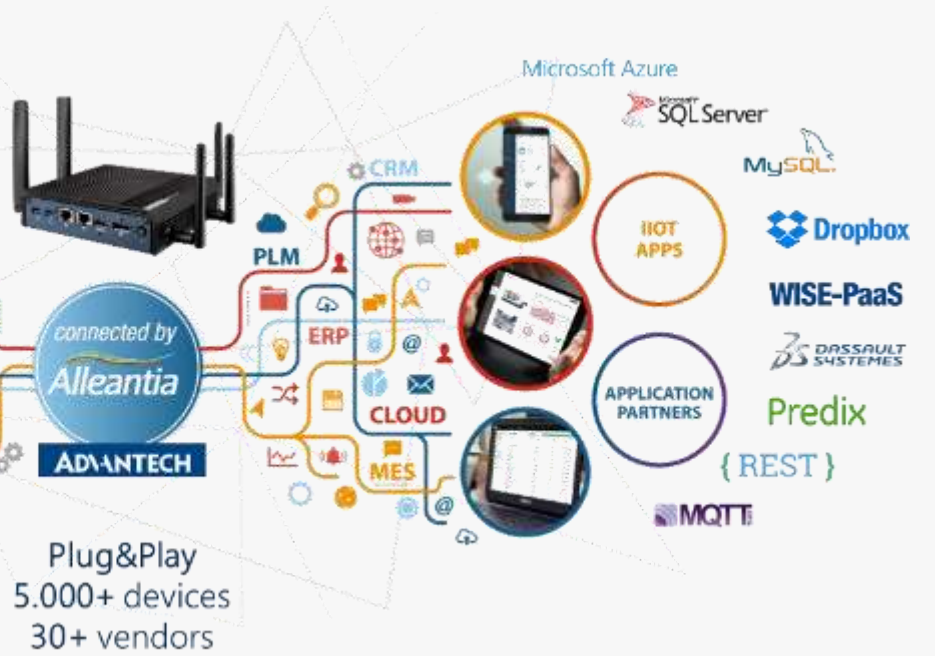 Microsoft Azure
Microsoft
SQL Server
MySQL
Dropbox
WISE-PaaS
DASSAULT
SYSTEMES
Predix
{ REST }
MQTT
IIOT
APPS
APPLICATION
PARTNERS
CRM
PLM
ERP
@
CLOUD
MES
@
connected by
Alleantia
ADVANTECH
Plug&Play
5.000+ devices
30+ vendors